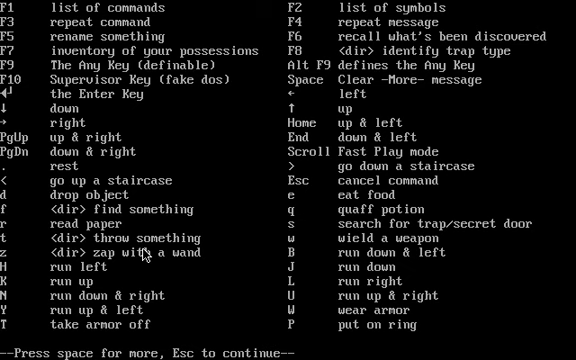 F1 list of commands F2 list of symbols
F3 repeat command F4 repeat message
F5 rename something F6 recall what's been discovered
F7 inventory of your possessions F8 <dir> identify trap type
F9 The Any Key (definable) Alt F9 defines the Any Key
F10 Supervisor Key (fake dos) Space Clear -More- message
◄┘ the Enter Key ← left
↓ down ↑ up
→ right Home up & left
PgUp up & right End down & left
PgDn down & right Scroll Fast Play mode
. rest > go down a staircase
< go up a staircase Esc cancel command
d drop object e eat food
f <dir> find something q quaff potion
r read paper s search for trap/secret door
t <dir> throw something w wield a weapon
z <dir> zap with a wand B run down & left
H run left J run down
K run up L run right
N run down & right U run up & right
Y run up & left W wear armor
T take armor off P put on ring
--Press space for more, Esc to continue--